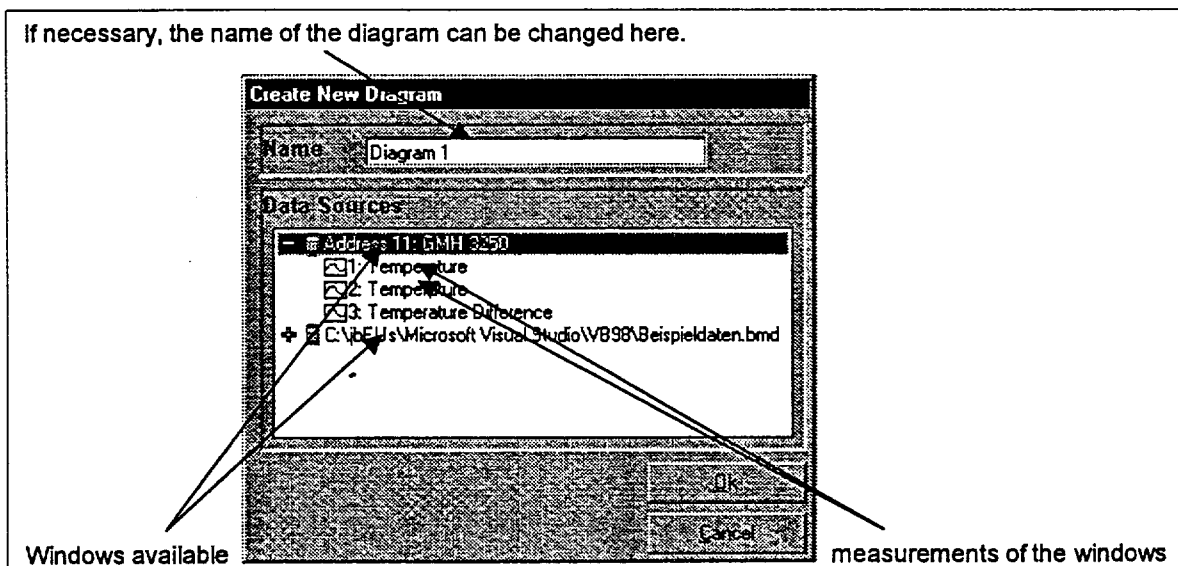 If necessary, the name of the diagram can be changed here.
Create New Diagram
Name Diagram 1
Data Sources
Address 11: GMH 3250
1: Temperature
2: Temperature
3: Temperature Difference
C:\ibEUs\Microsoft Visual Studio\VB98\Beispieldaten.bmd
Ok
Cancel
Windows available measurements of the windows